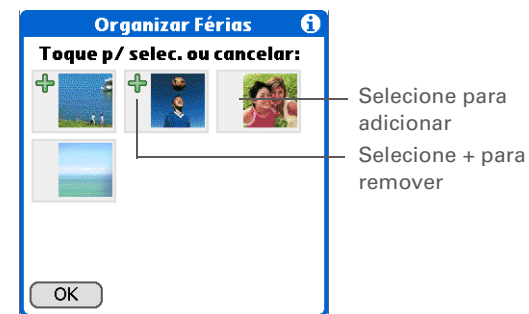 Organizar Férias
Toque p/ selec. ou cancelar:
Selecione para
adicionar
Selecione + para
remover
OK